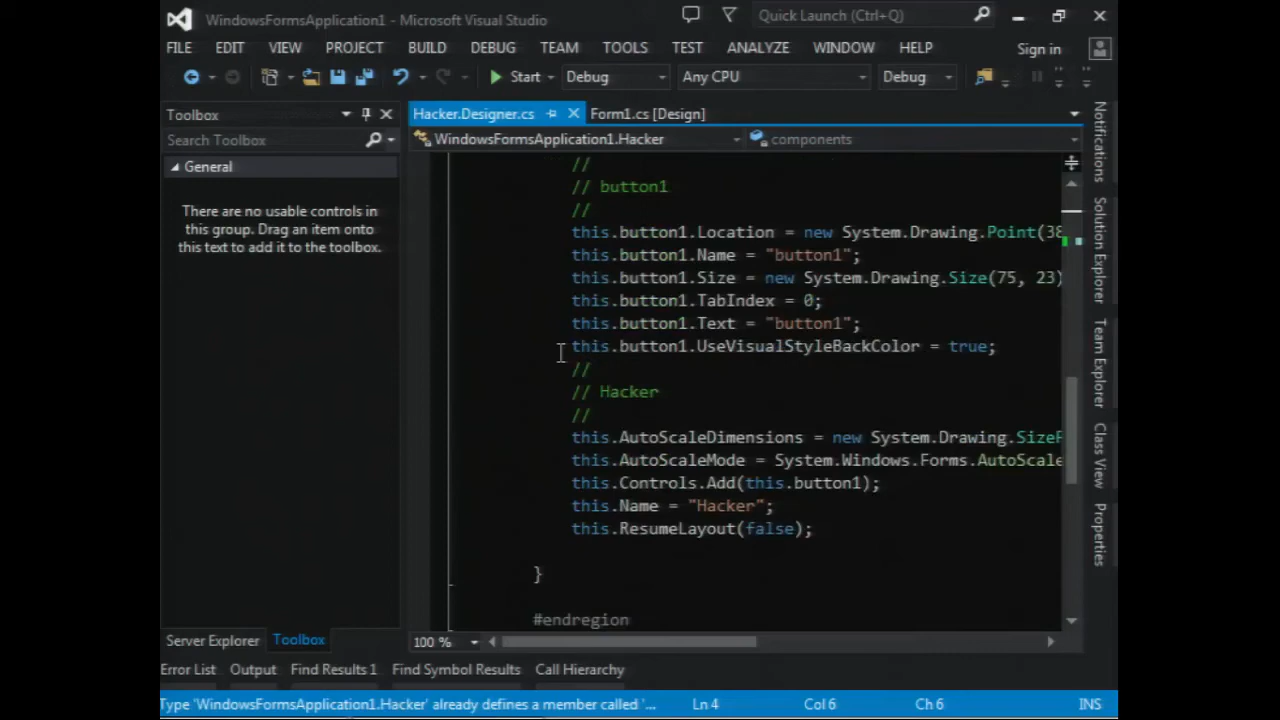 WindowsFormsApplication1 - Microsoft Visual Studio
Quick Launch (Ctrl+Q)
FILE EDIT VIEW PROJECT BUILD DEBUG TEAM TOOLS TEST ANALYZE WINDOW HELP Sign in
Start Debug Any CPU Debug
Toolbox
Hacker.Designer.cs Form1.cs [Design]
Search Toolbox
WindowsFormsApplication1.Hacker components
General
There are no usable controls in
this group. Drag an item onto
this text to add it to the toolbox.
//
// button1
//
this.button1.Location = new System.Drawing.Point(38
this.button1.Name = "button1";
this.button1.Size = new System.Drawing.Size(75, 23)
this.button1.TabIndex = 0;
this.button1.Text = "button1";
this.button1.UseVisualStyleBackColor = true;
//
// Hacker
//
this.AutoScaleDimensions = new System.Drawing.SizeF
this.AutoScaleMode = System.Windows.Forms.AutoScale
this.Controls.Add(this.button1);
this.Name = "Hacker";
this.ResumeLayout(false);
}
#endregion
100 %
Notifications
Solution Explorer
Team Explorer
Class View
Properties
Server Explorer Toolbox
Error List Output Find Results 1 Find Symbol Results Call Hierarchy
Type 'WindowsFormsApplication1.Hacker' already defines a member called '... Ln 4 Col 6 Ch 6 INS